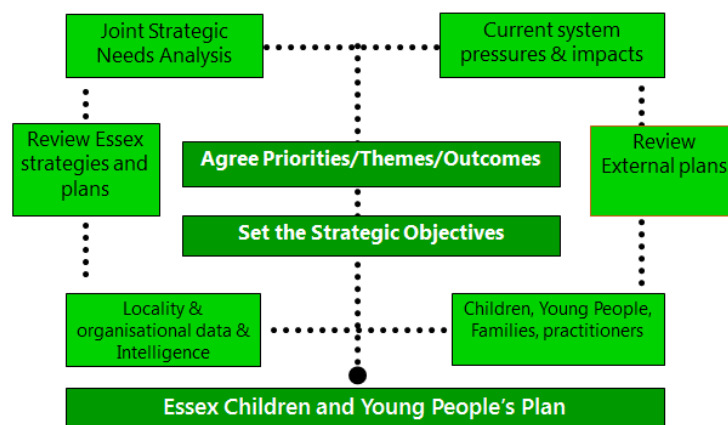 Joint Strategic
Needs Analysis
Current system
pressures & impacts
Review Essex
strategies and
plans
Agree Priorities/Themes/Outcomes
Review
External plans
Set the Strategic Objectives
Locality &
organisational data &
Intelligence
Children, Young People,
Families, practitioners
Essex Children and Young People's Plan